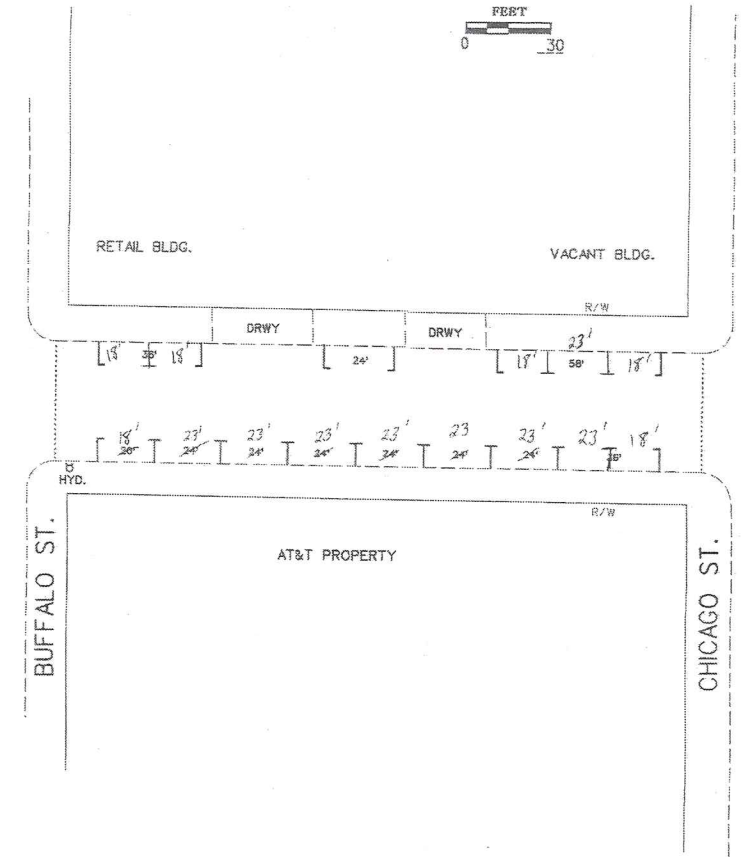 FEET
0 30
RETAIL BLDG.
VACANT BLDG.
R/W
DRWY
DRWY
23'
18' 36' 18'
24'
18' 58' 18'
18' 23' 23' 23' 23' 23 23' 23' 18'
20' 24' 24' 24' 24' 24' 24'
HYD.
R/W
AT&T PROPERTY
BUFFALO ST.
CHICAGO ST.